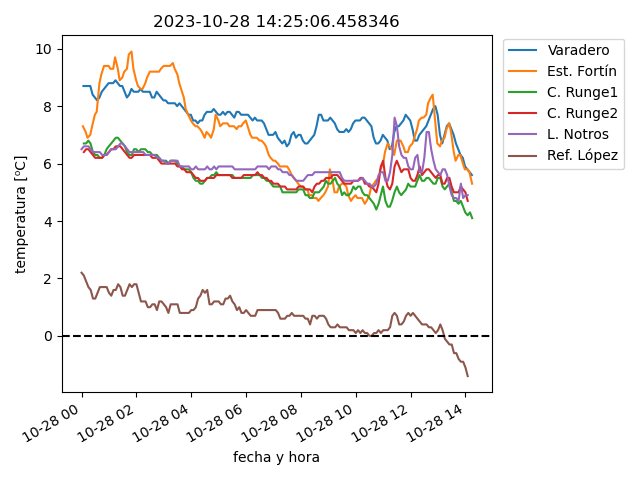 2023-10-28 14:25:06.458346
temperatura [ºC]
10
8
6
4
2
0
10-28 00
10-28 02
10-28 04
10-28 06
10-28 08
10-28 10
10-28 12
10-28 14
fecha y hora
Varadero
Est. Fortín
C. Runge1
C. Runge2
L. Notros
Ref. López